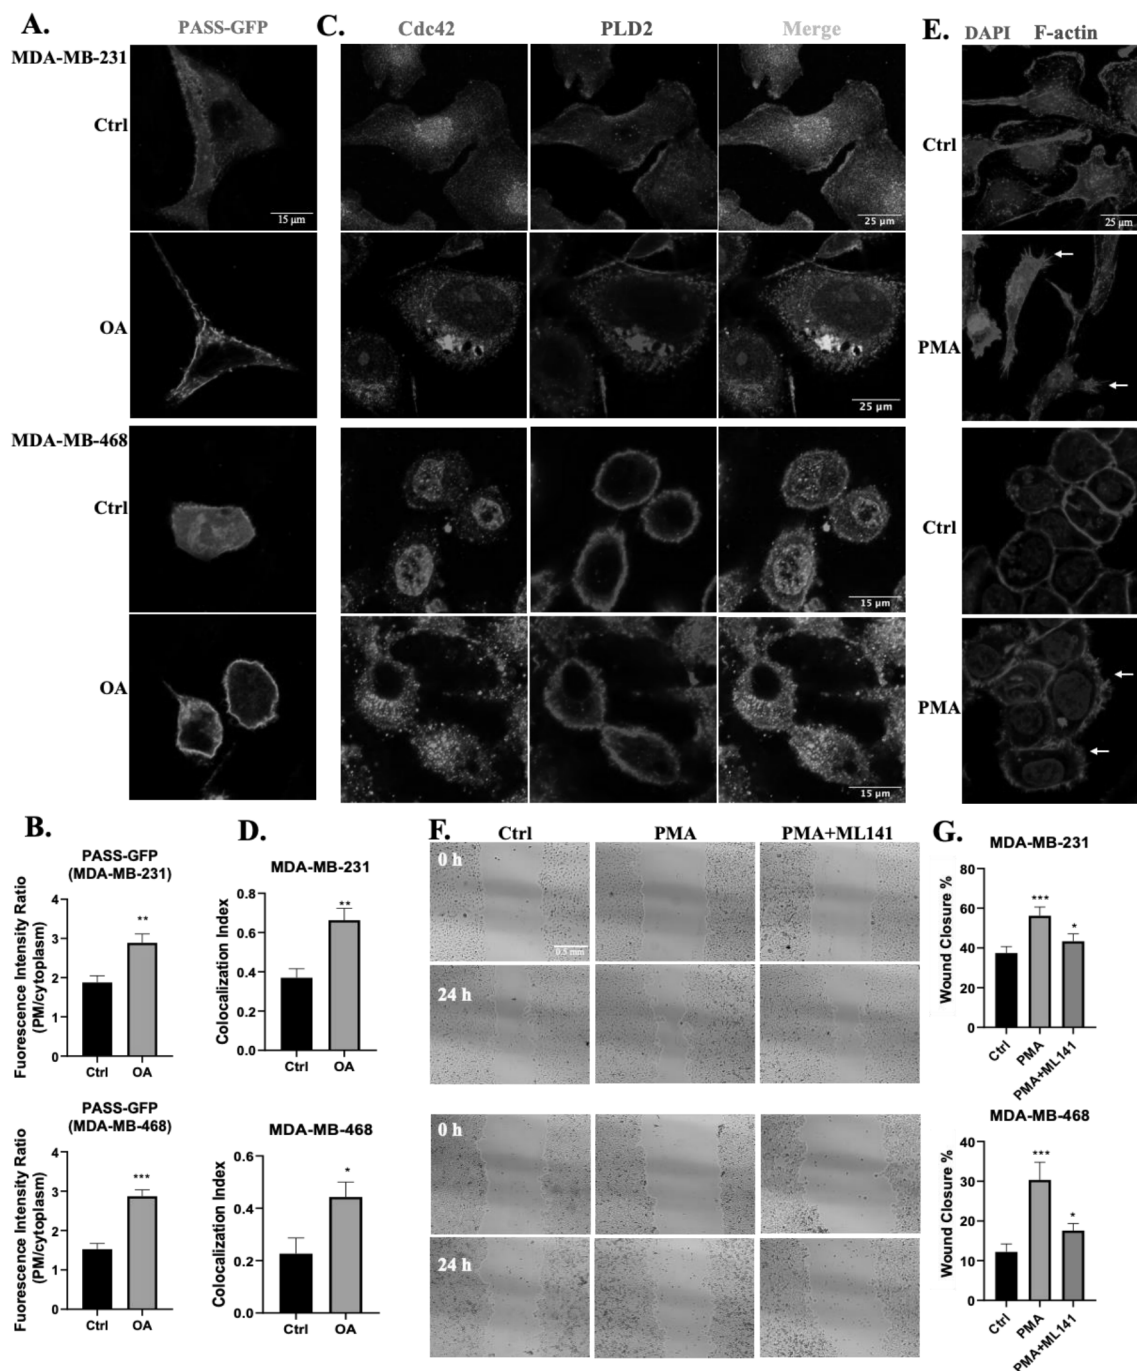 A.
PASS-GFP
C.
Cdc42
PLD2
Merge
E.
DAPI F-actin
MDA-MB-231
Ctrl
15 µm
25 µm
Ctrl
25 µm
OA
25 µm
PMA
MDA-MB-468
Ctrl
15 µm
Ctrl
OA
15 µm
PMA
B.
PASS-GFP
(MDA-MB-231)
Fuorescence Intensity Ratio
(PM/cytoplasm)
4
3
2
1
0
**
Ctrl
OA
PASS-GFP
(MDA-MB-468)
Fuorescence Intensity Ratio
(PM/cytoplasm)
4
3
2
1
0
***
Ctrl
OA
D.
MDA-MB-231
Colocalization Index
0.8
0.6
0.4
0.2
0.0
**
Ctrl
OA
MDA-MB-468
Colocalization Index
0.6
0.4
0.2
0.0
*
Ctrl
OA
F.
Ctrl
PMA
PMA+ML141
0 h
0.5 mm
24 h
0 h
24 h
G.
MDA-MB-231
Wound Closure %
80
60
40
20
0
***
*
Ctrl
PMA
PMA+ML141
MDA-MB-468
Wound Closure %
40
30
20
10
0
***
*
Ctrl
PMA
PMA+ML141